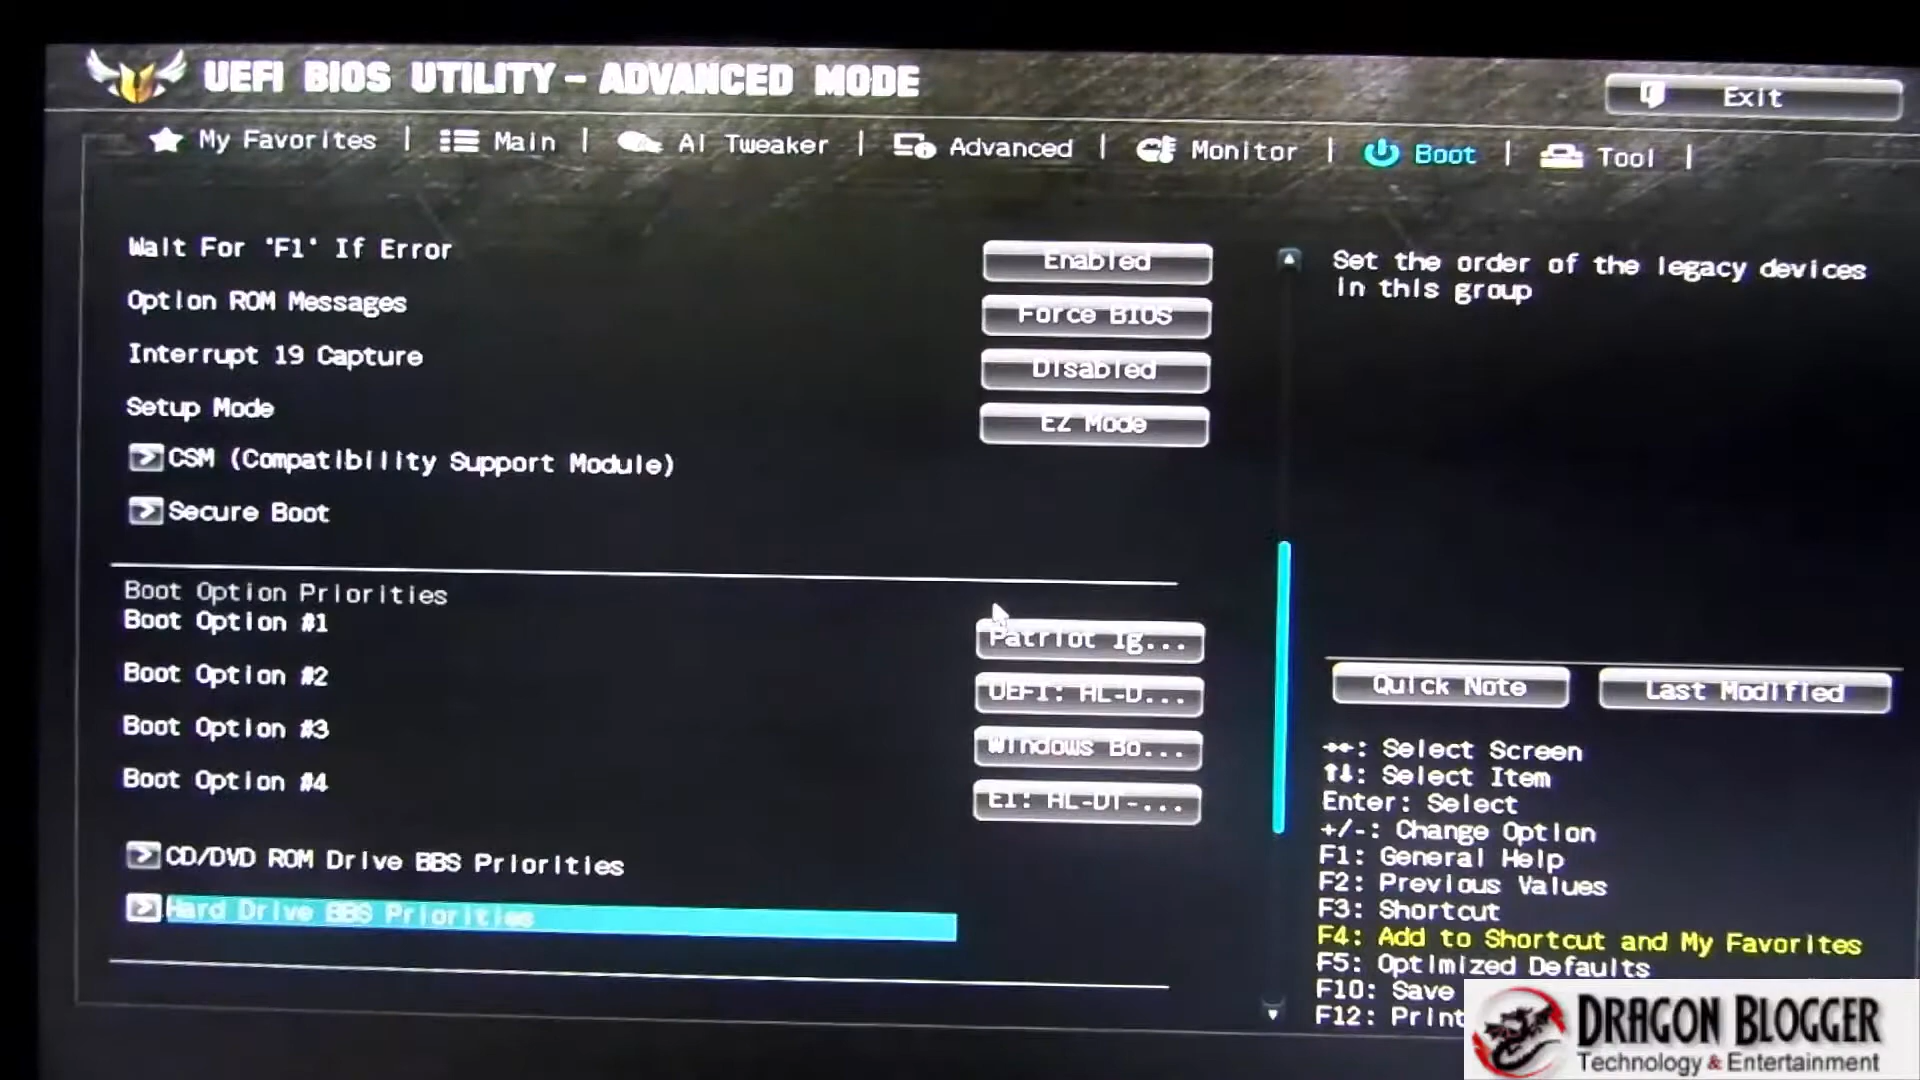 UEFI BIOS UTILITY - ADVANCED MODE
Exit
My Favorites | Main | Ai Tweaker | Advanced | Monitor | Boot | Tool |
Wait For 'F1' If Error
Enabled
Option ROM Messages
Force BIOS
Interrupt 19 Capture
Disabled
Setup Mode
EZ Mode
CSM (Compatibility Support Module)
Secure Boot
Boot Option Priorities
Boot Option #1
Patriot Ig...
Boot Option #2
UEFI: HL-D...
Boot Option #3
Windows Bo...
Boot Option #4
E1: HL-DT-...
CD/DVD ROM Drive BBS Priorities
Hard Drive BBS Priorities
Set the order of the legacy devices
in this group
Quick Note
Last Modified
→←: Select Screen
↑↓: Select Item
Enter: Select
+/-: Change Option
F1: General Help
F2: Previous Values
F3: Shortcut
F4: Add to Shortcut and My Favorites
F5: Optimized Defaults
F10: Save
F12: Print
DRAGON BLOGGER
Technology & Entertainment